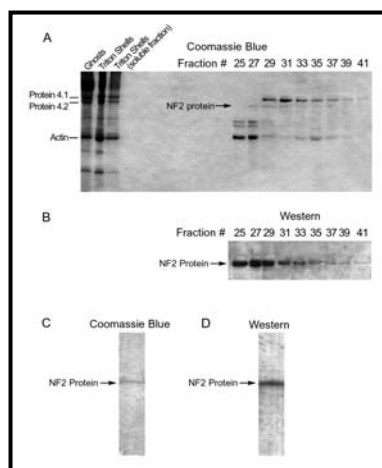 A
Ghosts
Triton Shells
Triton Shells
(soluble fraction)
Coomassie Blue
Fraction # 25 27 29 31 33 35 37 39 41
Protein 4.1
Protein 4.2
NF2 protein
Actin
B
Western
Fraction # 25 27 29 31 33 35 37 39 41
NF2 Protein
C
Coomassie Blue
NF2 Protein
D
Western
NF2 Protein